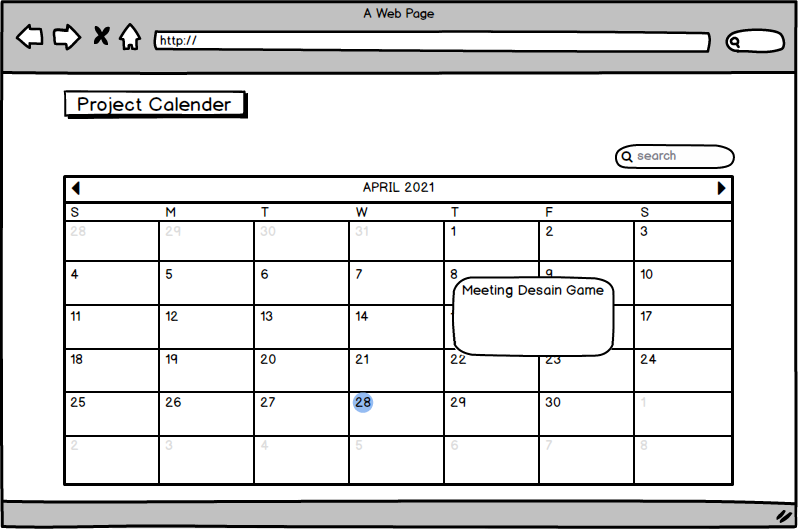 A Web Page
http://
Project Calender
search
APRIL 2021
S M T W T F S
28 29 30 31 1 2 3
4 5 6 7 8 9 10
Meeting Desain Game
11 12 13 14 17
18 19 20 21 22 23 24
25 26 27 28 29 30 1
2 3 4 5 6 7 8